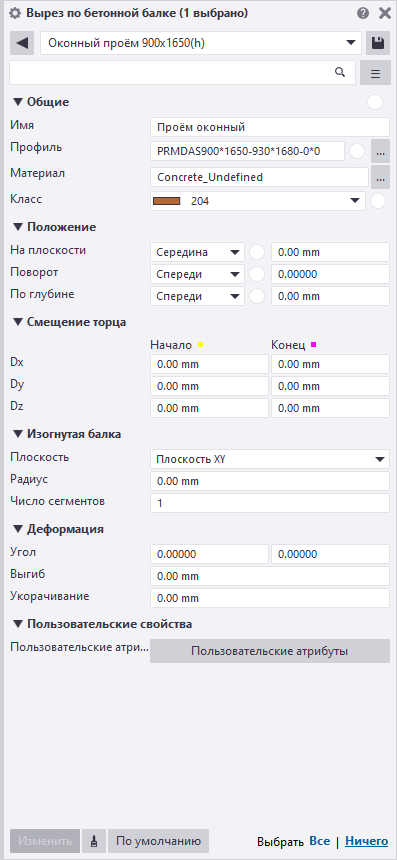 Вырез по бетонной балке (1 выбрано)
Оконный проём 900x1650(h)
Общие
Имя Проём оконный
Профиль PRMDAS900*1650-930*1680-0*0 ...
Материал Concrete_Undefined ...
Класс 204
Положение
На плоскости Середина 0.00 mm
Поворот Спереди 0.00000
По глубине Спереди 0.00 mm
Смещение торца
Начало Конец
Dx 0.00 mm 0.00 mm
Dy 0.00 mm 0.00 mm
Dz 0.00 mm 0.00 mm
Изогнутая балка
Плоскость Плоскость XY
Радиус 0.00 mm
Число сегментов 1
Деформация
Угол 0.00000 0.00000
Выгиб 0.00 mm
Укорачивание 0.00 mm
Пользовательские свойства
Пользовательские атри... Пользовательские атрибуты
Изменить По умолчанию Выбрать Все | Ничего